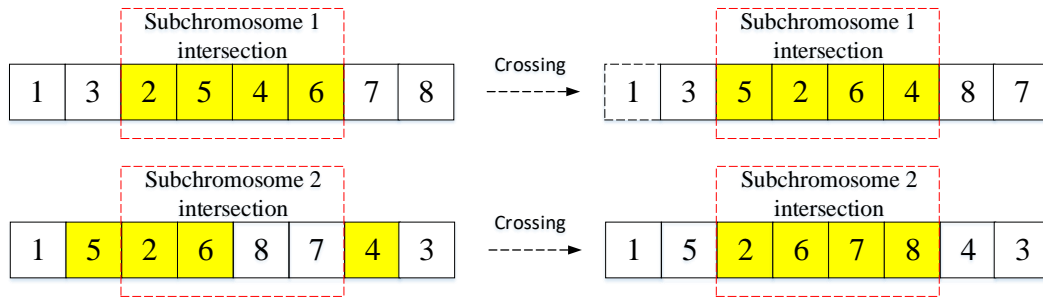 Subchromosome 1
intersection
1 3 2 5 4 6 7 8
Crossing
Subchromosome 1
intersection
1 3 5 2 6 4 8 7
Subchromosome 2
intersection
1 5 2 6 8 7 4 3
Crossing
Subchromosome 2
intersection
1 5 2 6 7 8 4 3